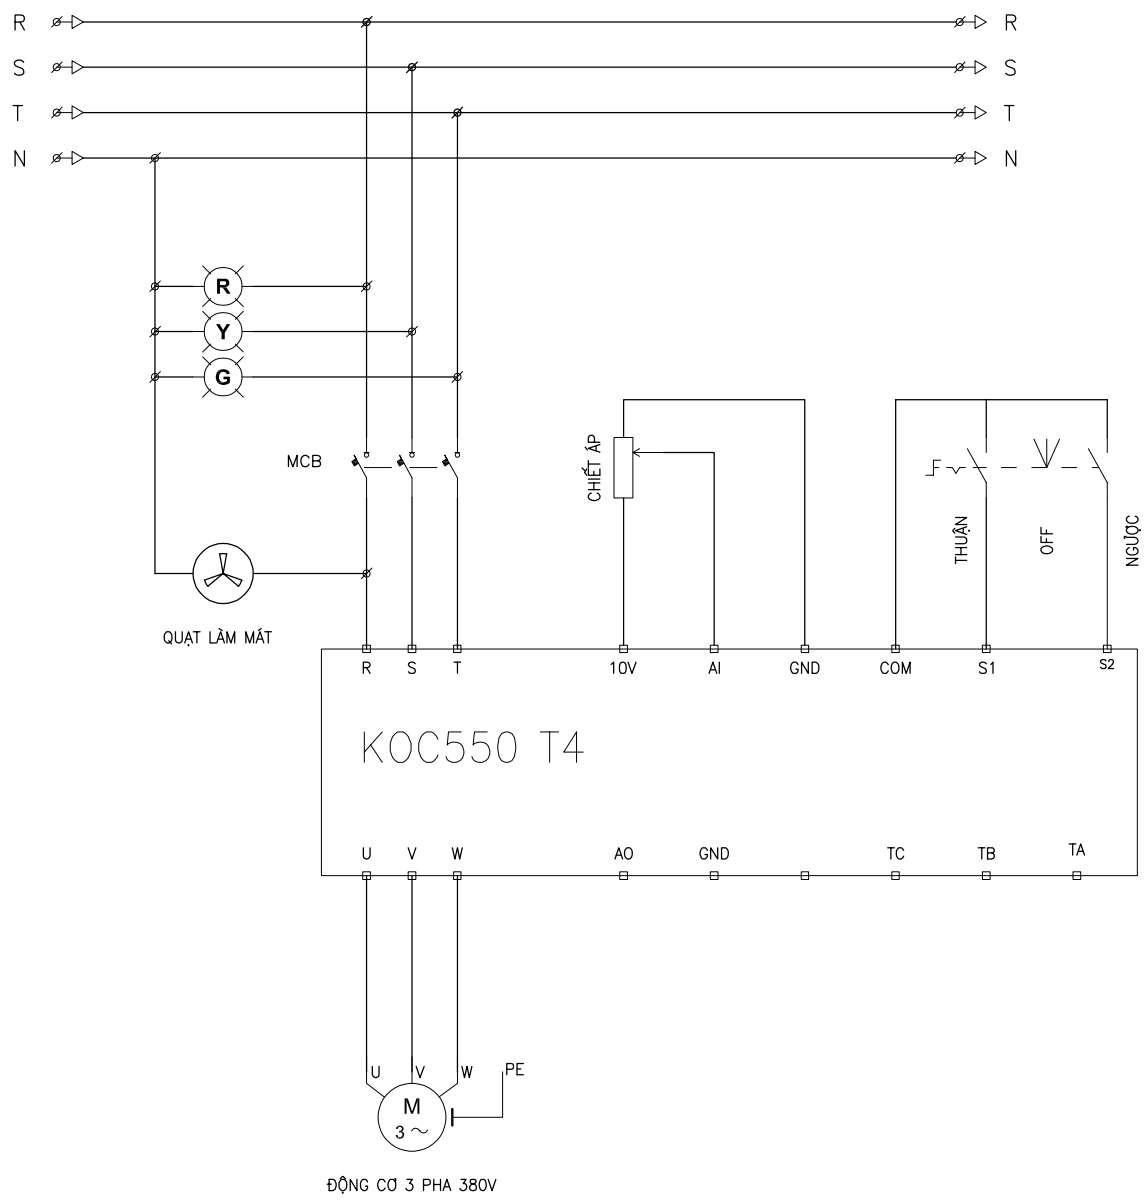 R R
S S
T T
N N
R
Y
G
MCB
CHIẾT ÁP
THUẬN
OFF
NGƯỢC
QUẠT LÀM MÁT
R S T 10V AI GND COM S1 S2
KOC550 T4
U V W AO GND TC TB TA
U V W PE
M
3 ~
ĐỘNG CƠ 3 PHA 380V